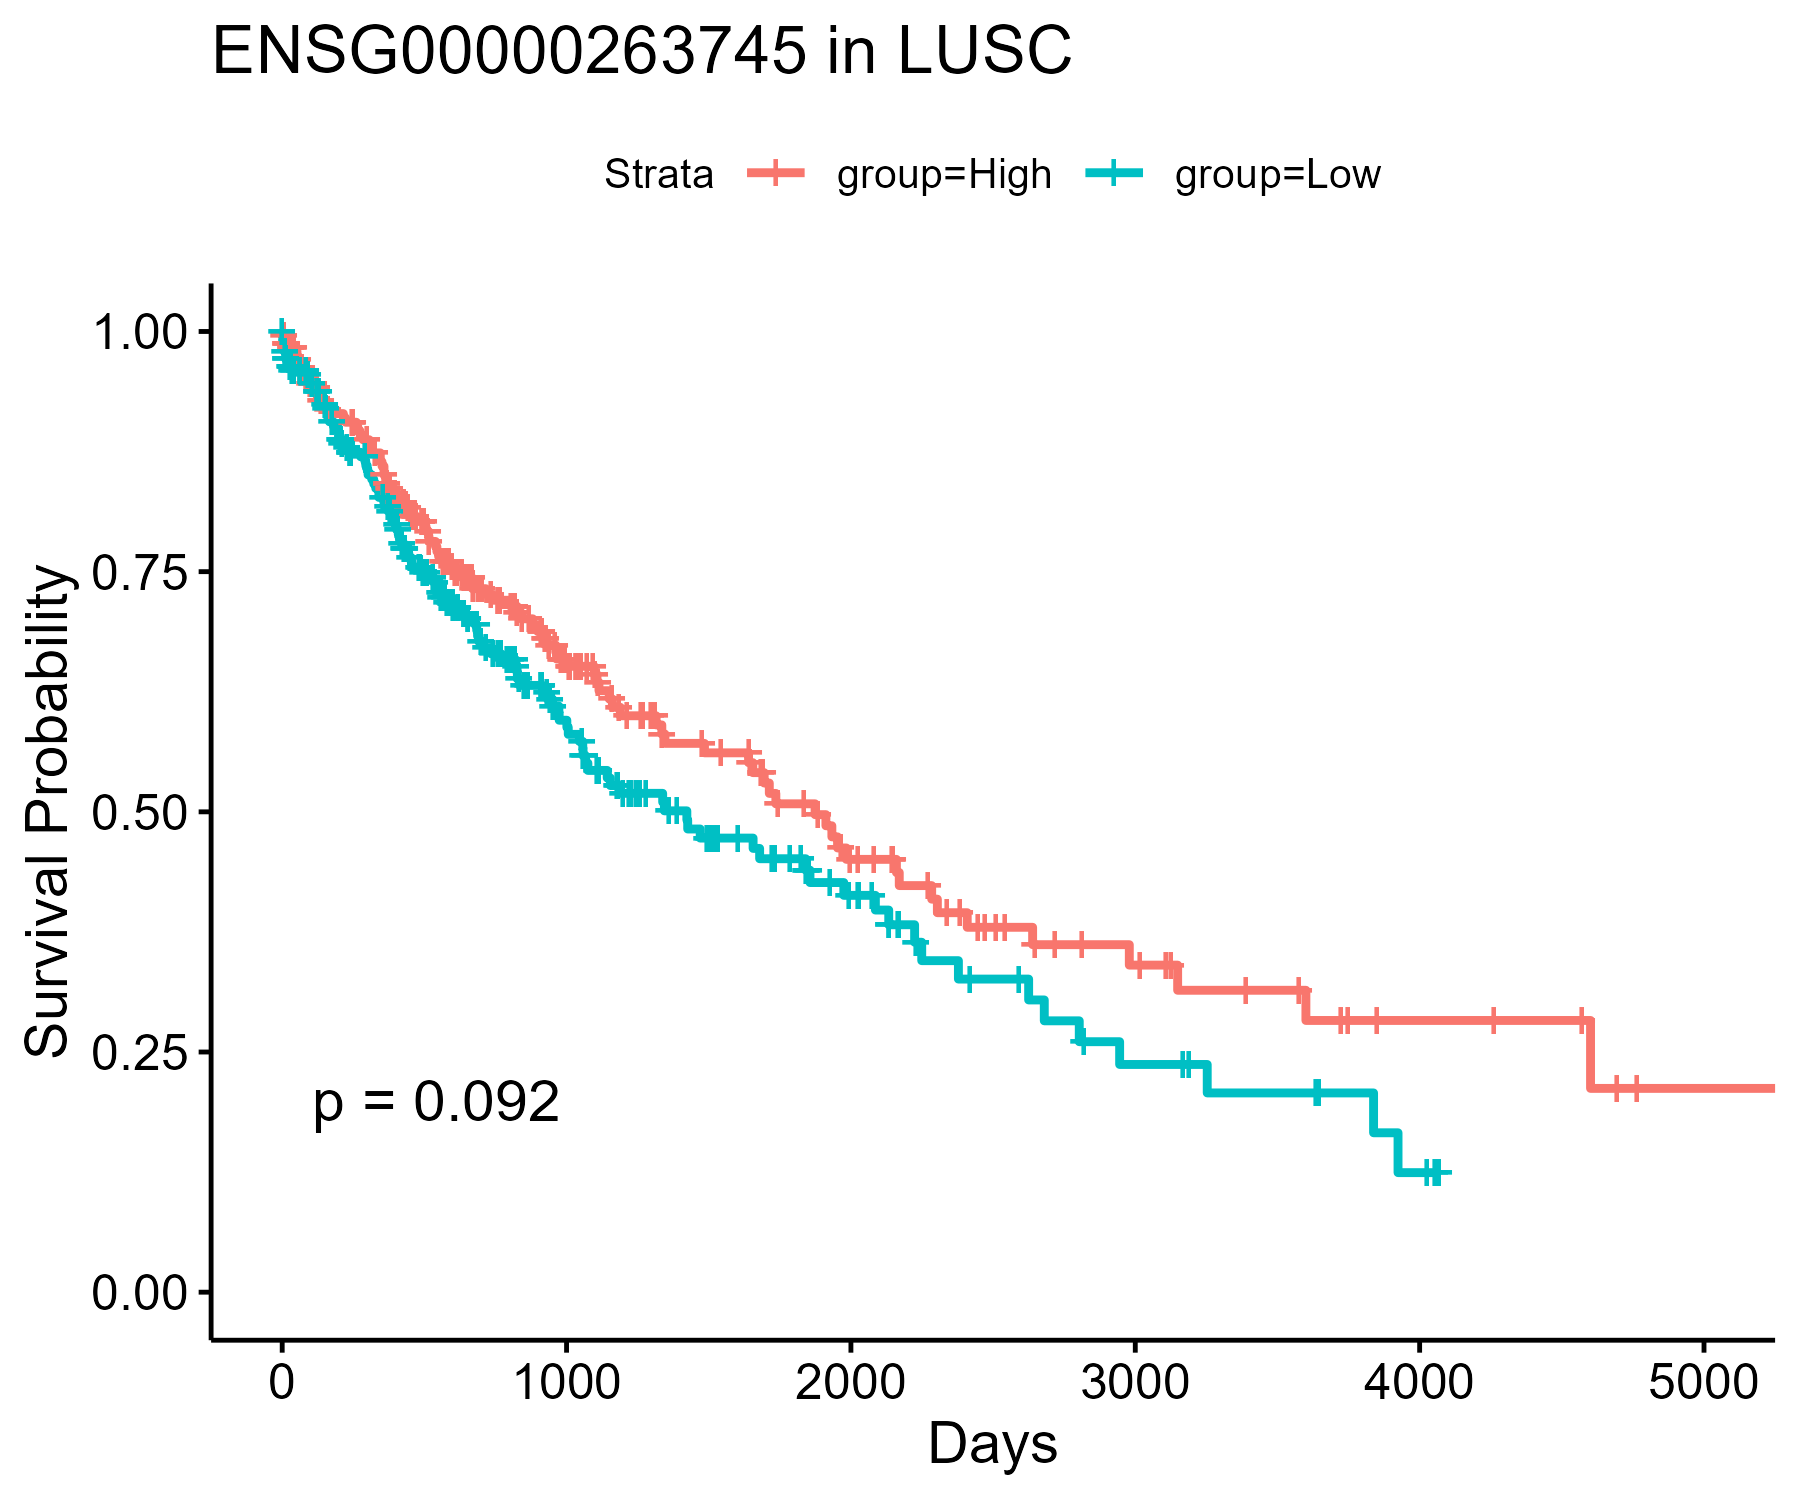 ENSG00000263745 in LUSC
Strata group=High group=Low
Survival Probability
1.00
0.75
0.50
0.25
0.00
p = 0.092
0 1000 2000 3000 4000 5000
Days